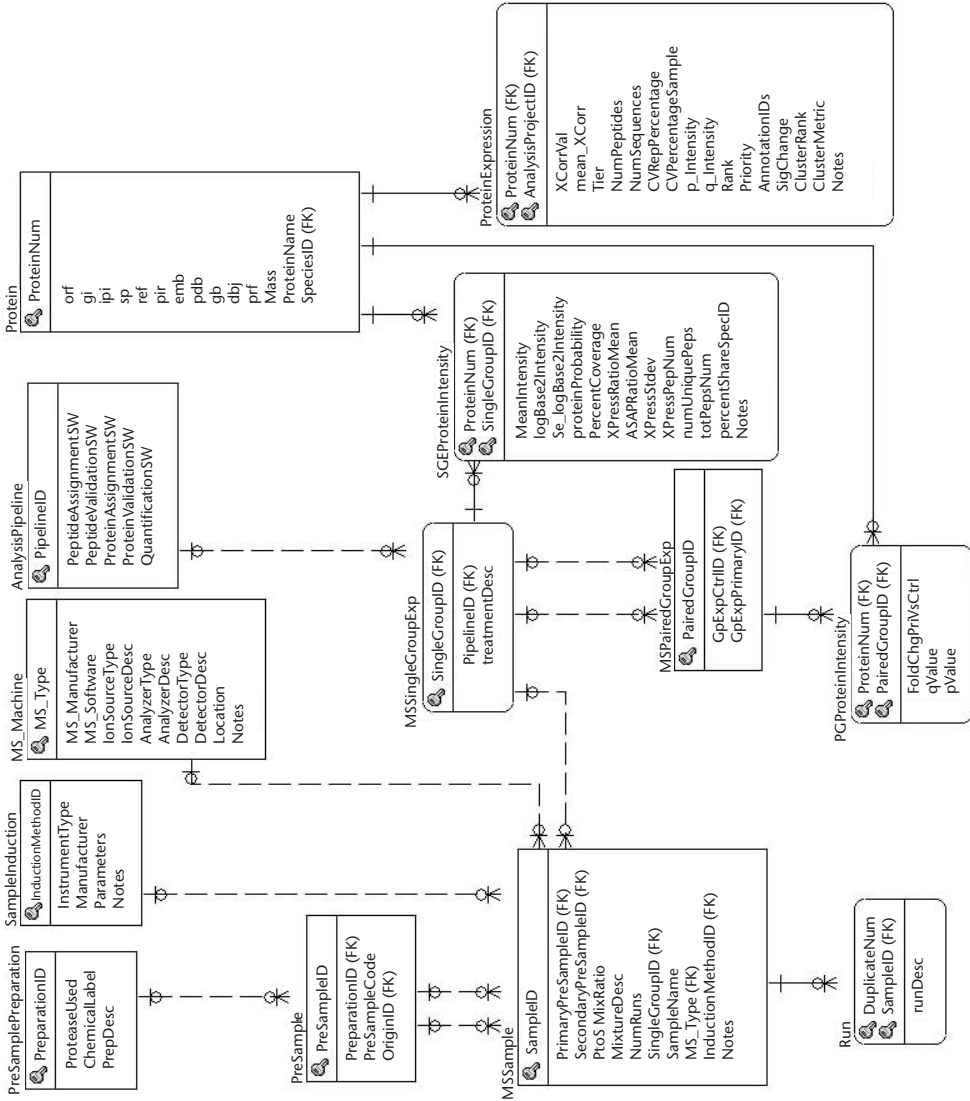 PreSamplePreparation
PreparationID
ProteaseUsed
ChemicalLabel
PrepDesc
SampleInduction
InductionMethodID
InstrumentType
Manufacturer
Parameters
Notes
MS_Machine
MS_Type
MS_Manufacturer
MS_Software
IonSourceType
IonSourceDesc
AnalyzerType
AnalyzerDesc
DetectorType
DetectorDesc
Location
Notes
AnalysisPipeline
PipelineID
PeptideAssignmentSW
PeptideValidationSW
ProteinAssignmentSW
ProteinValidationSW
QuantificationSW
Protein
ProteinNum
orf
gi
ipi
sp
ref
pir
emb
pdb
gb
dbj
prf
Mass
ProteinName
SpeciesID (FK)
PreSample
PreSampleID
PreparationID (FK)
PreSampleCode
OriginID (FK)
MSSingleGroupExp
SingleGroupID (FK)
PipelineID (FK)
treatmentDesc
SGEProteinIntensity
ProteinNum (FK)
SingleGroupID (FK)
MeanIntensity
logBase2Intensity
Se_logBase2Intensity
proteinProbability
PercentCoverage
XPressRatioMean
ASAPRatioMean
XPressStdev
XPressPepNum
numUniquePeps
totPepsNum
percentShareSpecID
Notes
ProteinExpression
ProteinNum (FK)
AnalysisProjectID (FK)
XCorrVal
mean_XCorr
Tier
NumPeptides
NumSequences
CVRepPercentage
CVPercentageSample
p_Intensity
q_Intensity
Rank
Priority
AnnotationIDs
SigChange
ClusterRank
ClusterMetric
Notes
MSSample
SampleID
PrimaryPreSampleID (FK)
SecondaryPreSampleID (FK)
PtoS_MixRatio
MixtureDesc
NumRuns
SingleGroupID (FK)
SampleName
MS_Type (FK)
InductionMethodID (FK)
Notes
MSPairedGroupExp
PairedGroupID
GpExpCtrlID (FK)
GpExpPrimaryID (FK)
Run
DuplicateNum
SampleID (FK)
runDesc
PGProteinIntensity
ProteinNum (FK)
PairedGroupID (FK)
FoldChgPriVsCtrl
qValue
pValue